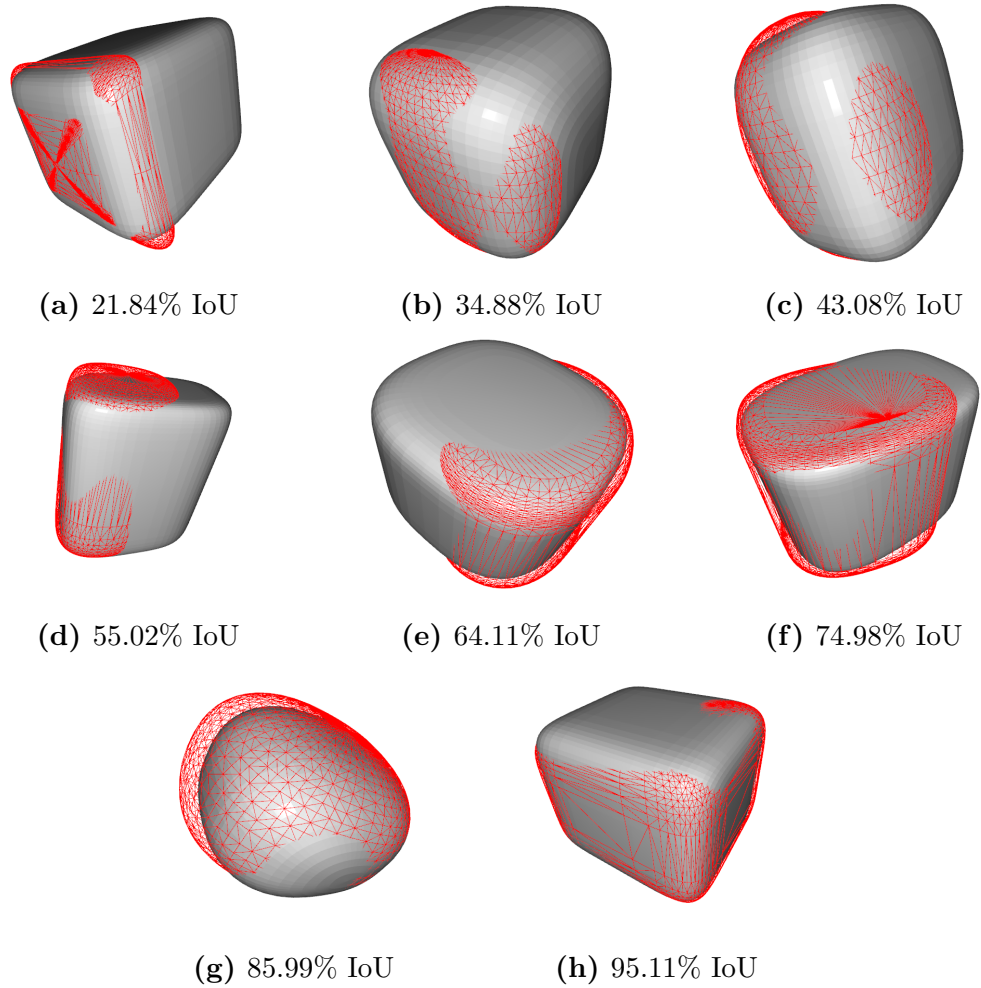 (a) 21.84% IoU
(b) 34.88% IoU
(c) 43.08% IoU
(d) 55.02% IoU
(e) 64.11% IoU
(f) 74.98% IoU
(g) 85.99% IoU
(h) 95.11% IoU